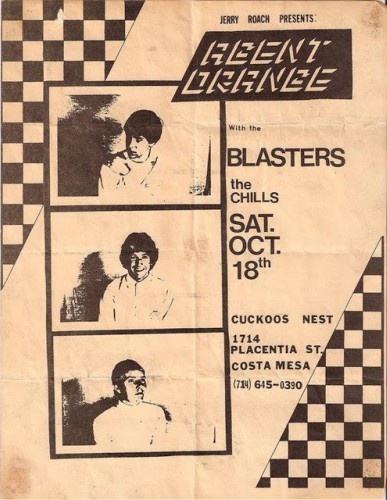 JERRY ROACH PRESENTS:
AGENT
ORANGE
With the
BLASTERS
the
CHILLS
SAT.
OCT.
18th
CUCKOOS NEST
1714
PLACENTIA ST.
COSTA MESA
(714) 645-0390